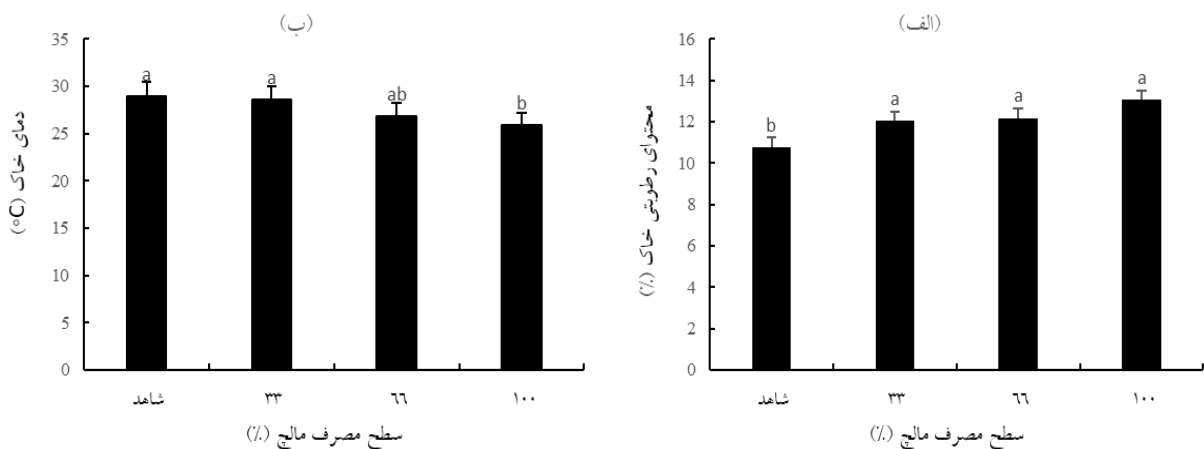 (الف)
محتوای رطوبتی خاک (٪)
16
14
12
10
8
6
4
2
0
b
a
a
a
شاهد
۳۳
٦٦
۱۰۰
سطح مصرف مالچ (٪)
(ب)
دمای خاک (°C)
35
30
25
20
15
10
5
0
a
a
ab
b
شاهد
۳۳
٦٦
۱۰۰
سطح مصرف مالچ (٪)